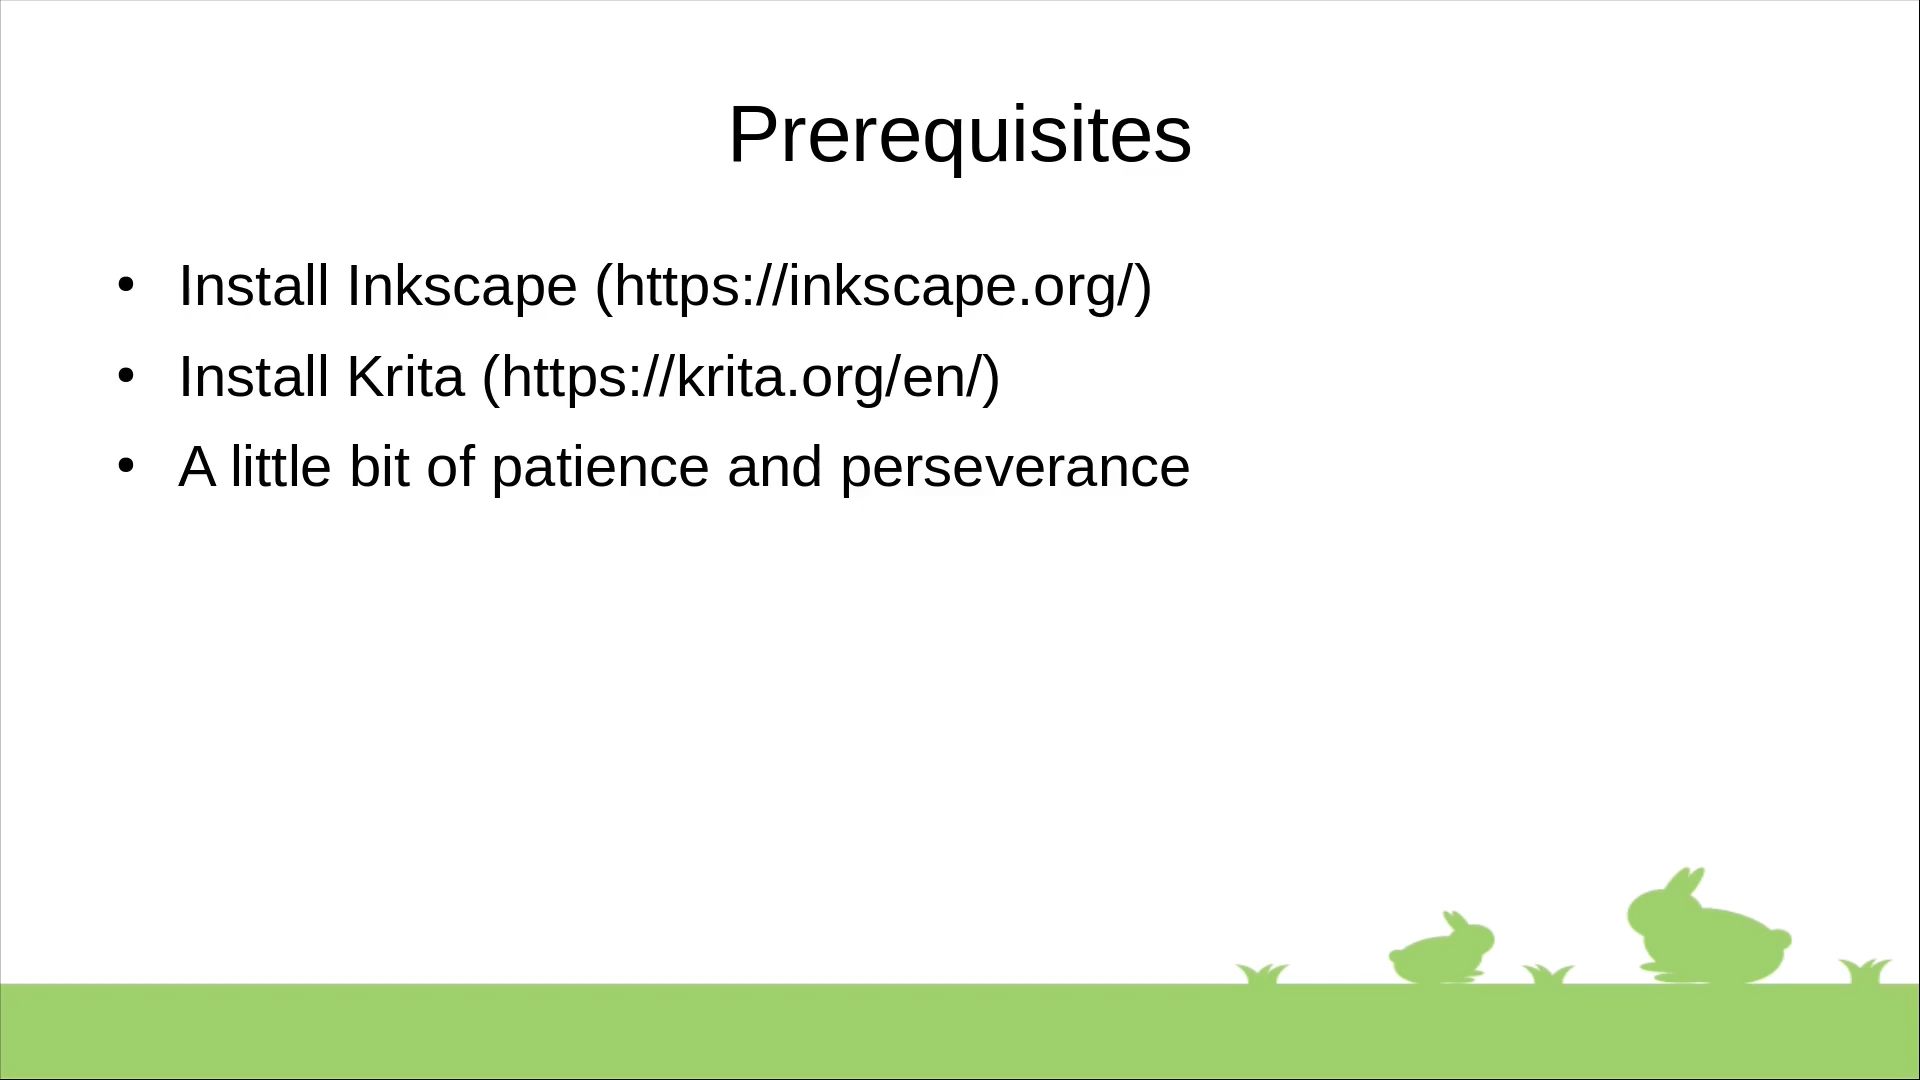 Prerequisites
• Install Inkscape (https://inkscape.org/)
• Install Krita (https://krita.org/en/)
• A little bit of patience and perseverance